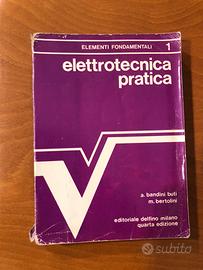 ELEMENTI FONDAMENTALI 1
elettrotecnica
pratica
a. bandini buti
m. bertolini
editoriale delfino milano
quarta edizione
subito